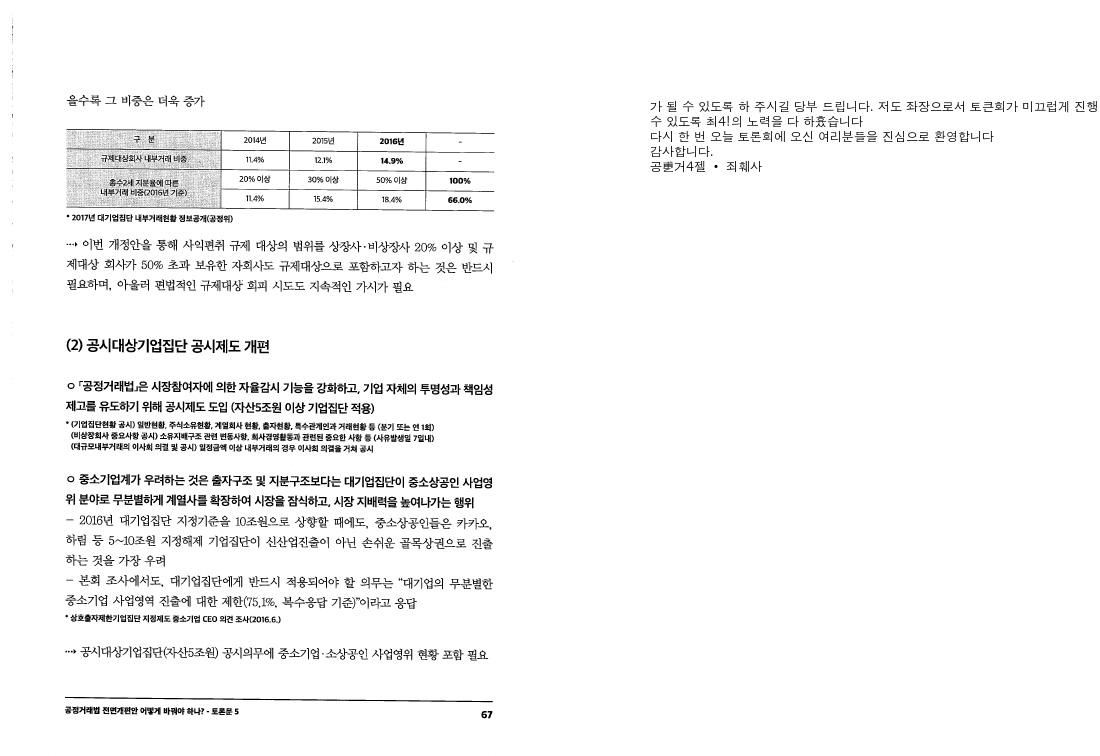 을수록 그 비중은 더욱 증가
구 분 2014년 2015년 2016년 -
규제대상회사 내부거래 비중 11.4% 12.1% 14.9% -
총수2세 지분율에 따른 20% 이상 30% 이상 50% 이상 100%
내부거래 비중(2016년 기준) 11.4% 15.4% 18.4% 66.0%
* 2017년 대기업집단 내부거래현황 정보공개(공정위)
⋯→ 이번 개정안을 통해 사익편취 규제 대상의 범위를 상장사·비상장사 20% 이상 및 규
제대상 회사가 50% 초과 보유한 자회사도 규제대상으로 포함하고자 하는 것은 반드시
필요하며, 아울러 편법적인 규제대상 회피 시도도 지속적인 가시가 필요
(2) 공시대상기업집단 공시제도 개편
ㅇ 「공정거래법」은 시장참여자에 의한 자율감시 기능을 강화하고, 기업 자체의 투명성과 책임성
제고를 유도하기 위해 공시제도 도입 (자산5조원 이상 기업집단 적용)
* (기업집단현황 공시) 일반현황, 주식소유현황, 계열회사 현황, 출자현황, 특수관계인과 거래현황 등 (분기 또는 연 1회)
(비상장회사 중요사항 공시) 소유지배구조 관련 변동사항, 회사경영활동과 관련된 중요한 사항 등 (사유발생일 7일내)
(대규모내부거래의 이사회 의결 및 공시) 일정금액 이상 내부거래의 경우 이사회 의결을 거쳐 공시
ㅇ 중소기업계가 우려하는 것은 출자구조 및 지분구조보다는 대기업집단이 중소상공인 사업영
위 분야로 무분별하게 계열사를 확장하여 시장을 잠식하고, 시장 지배력을 높여나가는 행위
- 2016년 대기업집단 지정기준을 10조원으로 상향할 때에도, 중소상공인들은 카카오,
하림 등 5~10조원 지정해제 기업집단이 신산업진출이 아닌 손쉬운 골목상권으로 진출
하는 것을 가장 우려
- 본회 조사에서도, 대기업집단에게 반드시 적용되어야 할 의무는 “대기업의 무분별한
중소기업 사업영역 진출에 대한 제한(75.1%, 복수응답 기준)”이라고 응답
* 상호출자제한기업집단 지정제도 중소기업 CEO 의견 조사(2016.6.)
⋯→ 공시대상기업집단(자산5조원) 공시의무에 중소기업·소상공인 사업영위 현황 포함 필요
공정거래법 전면개편안 어떻게 바꿔야 하나? - 토론문 5 67
가 될 수 있도록 하 주시길 당부 드립니다. 저도 좌장으로서 토큰회가 미끄럽게 진행
수 있도록 최4!의 노력을 다 하효습니다
다시 한 번 오늘 토론회에 오신 여리분들을 진심으로 환영합니다
감사합니다.
공 거4젤 • 죄훼사